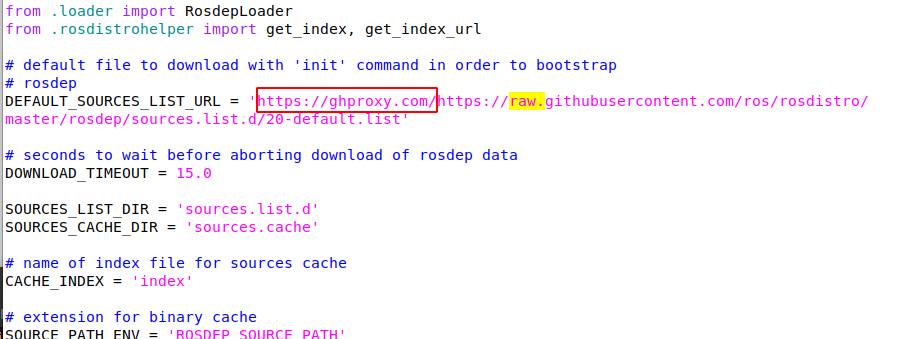 from .loader import RosdepLoader
from .rosdistrohelper import get_index, get_index_url
# default file to download with 'init' command in order to bootstrap
# rosdep
DEFAULT_SOURCES_LIST_URL = 'https://ghproxy.com/https://raw.githubusercontent.com/ros/rosdistro/
master/rosdep/sources.list.d/20-default.list'
# seconds to wait before aborting download of rosdep data
DOWNLOAD_TIMEOUT = 15.0
SOURCES_LIST_DIR = 'sources.list.d'
SOURCES_CACHE_DIR = 'sources.cache'
# name of index file for sources cache
CACHE_INDEX = 'index'
# extension for binary cache
SOURCE_PATH_ENV = 'ROSDEP_SOURCE_PATH'